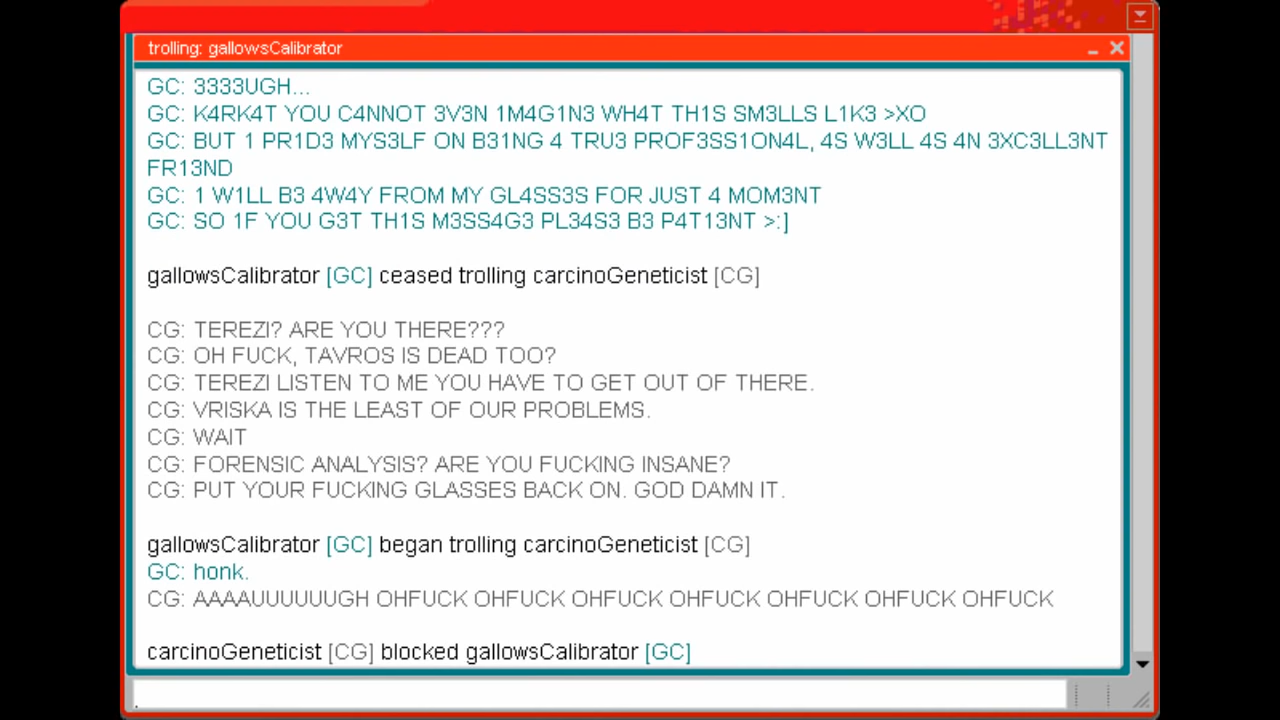 trolling: gallowsCalibrator
GC: 3333UGH...
GC: K4RK4T YOU C4NNOT 3V3N 1M4G1N3 WH4T TH1S SM3LLS L1K3 >XO
GC: BUT 1 PR1D3 MYS3LF ON B31NG 4 TRU3 PROF3SS1ON4L, 4S W3LL 4S 4N 3XC3LL3NT
FR13ND
GC: 1 W1LL B3 4W4Y FROM MY GL4SS3S FOR JUST 4 MOM3NT
GC: SO 1F YOU G3T TH1S M3SS4G3 PL34S3 B3 P4T13NT >:]
gallowsCalibrator [GC] ceased trolling carcinoGeneticist [CG]
CG: TEREZI? ARE YOU THERE???
CG: OH FUCK, TAVROS IS DEAD TOO?
CG: TEREZI LISTEN TO ME YOU HAVE TO GET OUT OF THERE.
CG: VRISKA IS THE LEAST OF OUR PROBLEMS.
CG: WAIT
CG: FORENSIC ANALYSIS? ARE YOU FUCKING INSANE?
CG: PUT YOUR FUCKING GLASSES BACK ON. GOD DAMN IT.
gallowsCalibrator [GC] began trolling carcinoGeneticist [CG]
GC: honk.
CG: AAAAUUUUUUGH OHFUCK OHFUCK OHFUCK OHFUCK OHFUCK OHFUCK OHFUCK
carcinoGeneticist [CG] blocked gallowsCalibrator [GC]